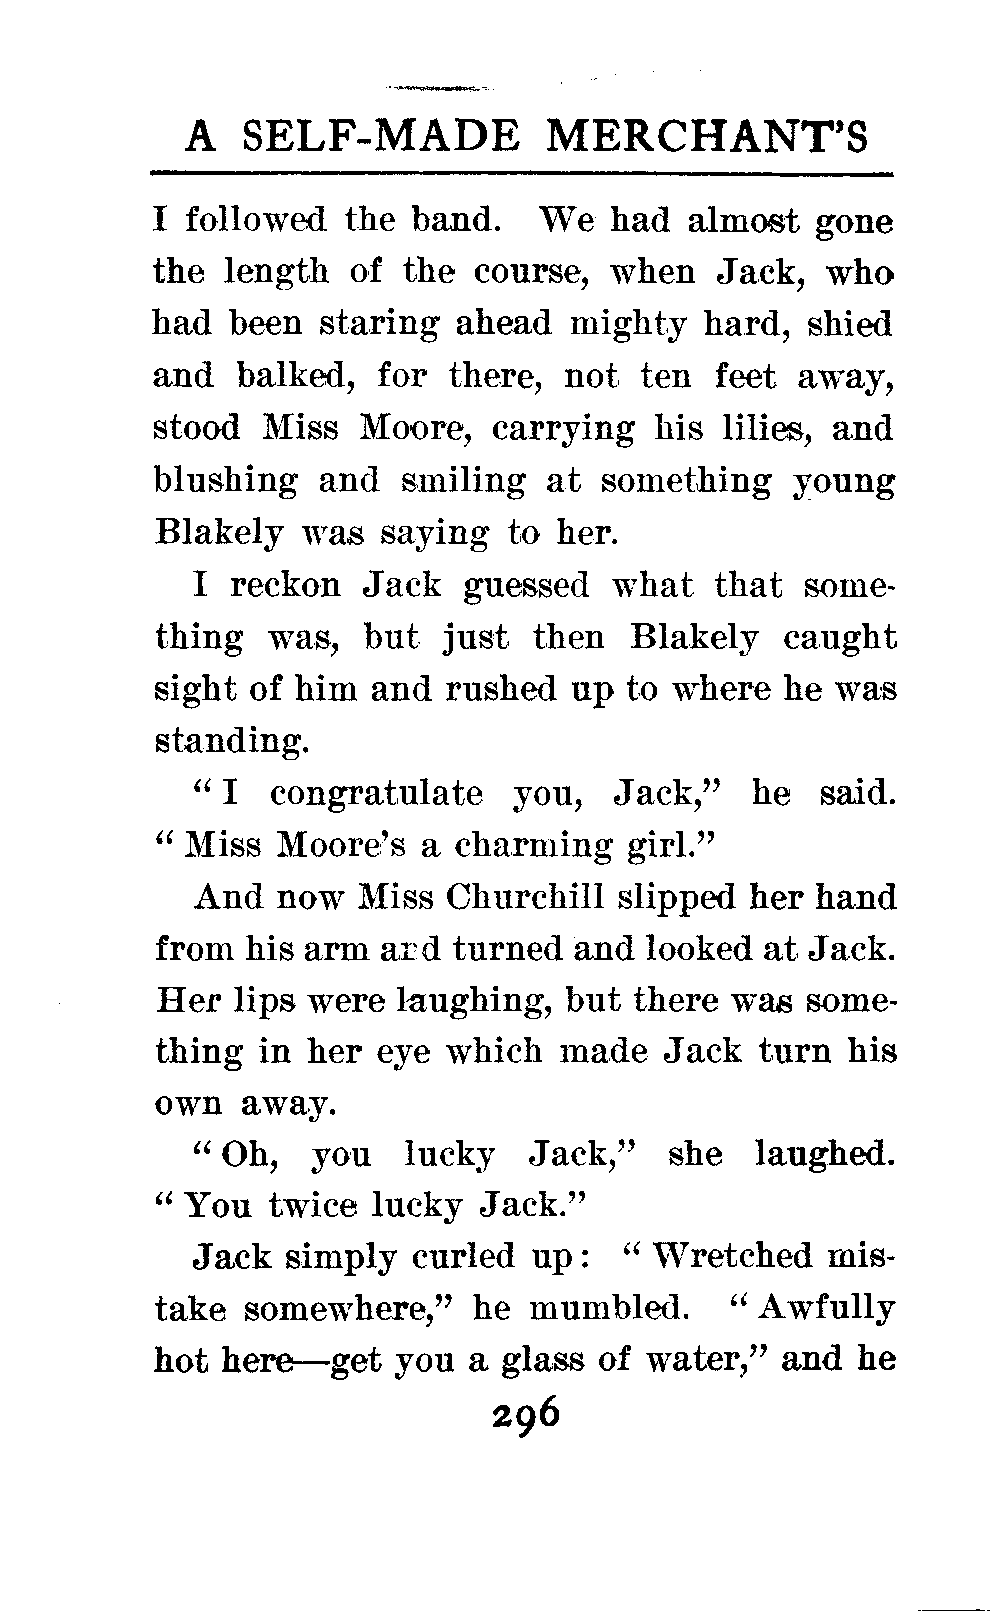 A SELF-MADE MERCHANT'S
I followed the band. We had almost gone
the length of the course, when Jack, who
had been staring ahead mighty hard, shied
and balked, for there, not ten feet away,
stood Miss Moore, carrying his lilies, and
blushing and smiling at something young
Blakely was saying to her.
I reckon Jack guessed what that some-
thing was, but just then Blakely caught
sight of him and rushed up to where he was
standing.
" I congratulate you, Jack," he said.
" Miss Moore's a charming girl."
And now Miss Churchill slipped her hand
from his arm and turned and looked at Jack.
Her lips were laughing, but there was some-
thing in her eye which made Jack turn his
own away.
" Oh, you lucky Jack," she laughed.
" You twice lucky Jack."
Jack simply curled up: " Wretched mis-
take somewhere," he mumbled. " Awfully
hot here—get you a glass of water," and he
296